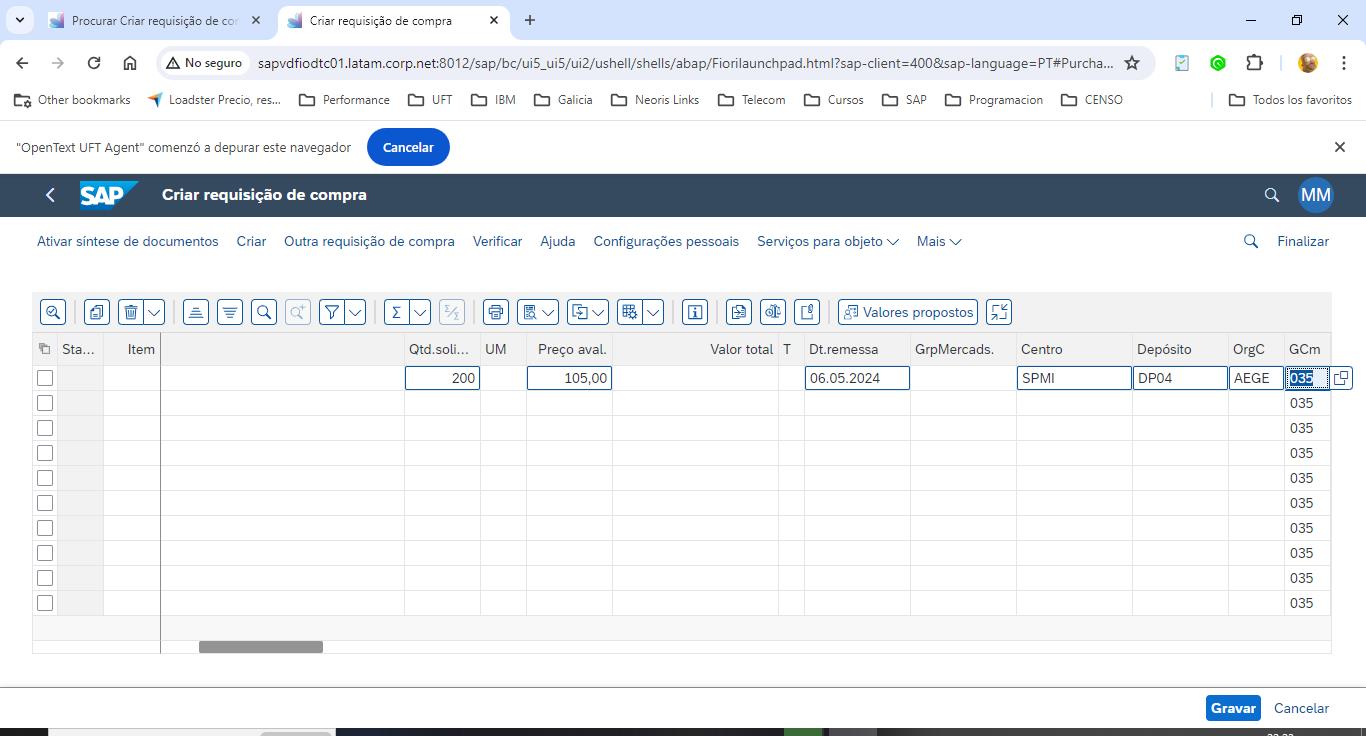 Procurar Criar requisição de cor
Criar requisição de compra
No seguro
sapvdfiodtc01.latam.corp.net:8012/sap/bc/ui5_ui5/ui2/ushell/shells/abap/Fiorilaunchpad.html?sap-client=400&sap-language=PT#Purcha...
Other bookmarks
Loadster Precio, res...
Performance
UFT
IBM
Galicia
Neoris Links
Telecom
Cursos
SAP
Programacion
CENSO
Todos los favoritos
"OpenText UFT Agent" comenzó a depurar este navegador
Cancelar
SAP
Criar requisição de compra
MM
Ativar síntese de documentos
Criar
Outra requisição de compra
Verificar
Ajuda
Configurações pessoais
Serviços para objeto
Mais
Finalizar
Valores propostos
Sta... Item Qtd.soli... UM Preço aval. Valor total T Dt.remessa GrpMercads. Centro Depósito OrgC GCm
200 105,00 06.05.2024 SPMI DP04 AEGE 035
035
035
035
035
035
035
035
035
035
Gravar
Cancelar